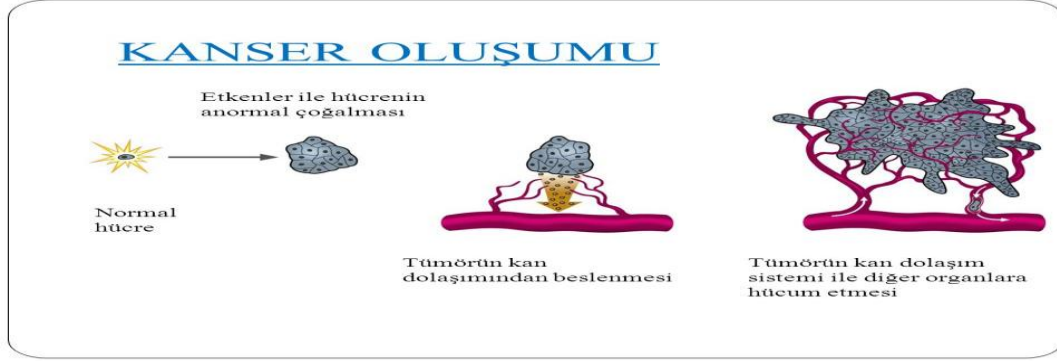 KANSER OLUŞUMU
Etkenler ile hücrenin
anormal çoğalması
Normal
hücre
Tümörün kan
dolaşımından beslenmesi
Tümörün kan dolaşım
sistemi ile diğer organlara
hücum etmesi